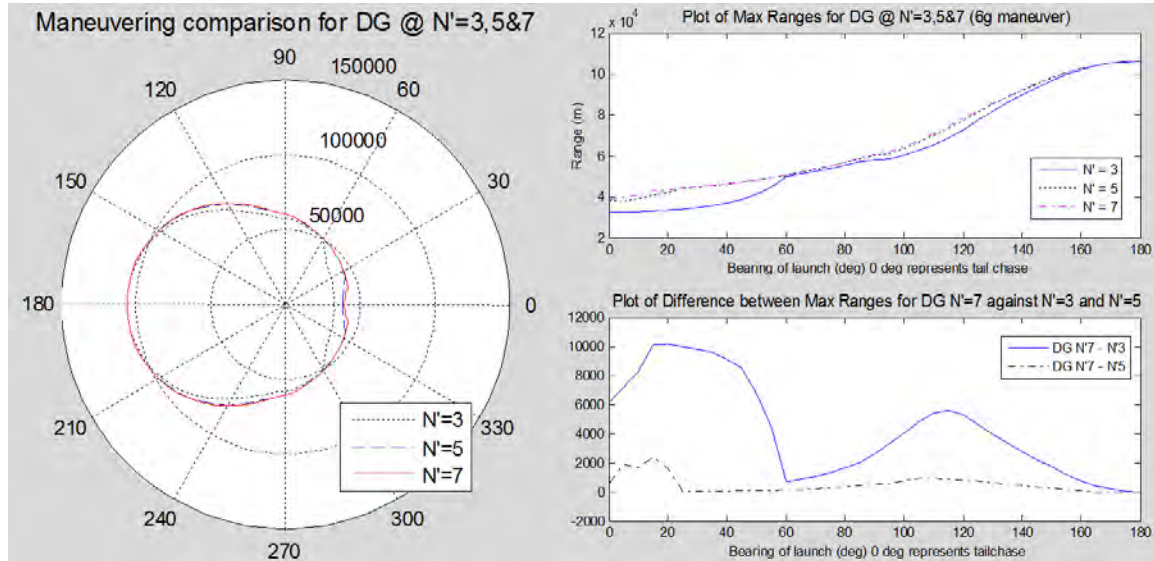 Maneuvering comparison for DG @ N'=3,5&7
90
150000
120
60
100000
150
30
50000
180
0
210
330
240
300
270
N'=3
N'=5
N'=7
x 10⁴
Plot of Max Ranges for DG @ N'=3,5&7 (6g maneuver)
12
10
8
6
4
2
Range (m)
N' = 3
N' = 5
N' = 7
0 20 40 60 80 100 120 140 160 180
Bearing of launch (deg) 0 deg represents tail chase
Plot of Difference between Max Ranges for DG N'=7 against N'=3 and N'=5
12000
10000
8000
6000
4000
2000
0
-2000
DG N'7 - N'3
DG N'7 - N'5
0 20 40 60 80 100 120 140 160 180
Bearing of launch (deg) 0 deg represents tailchase